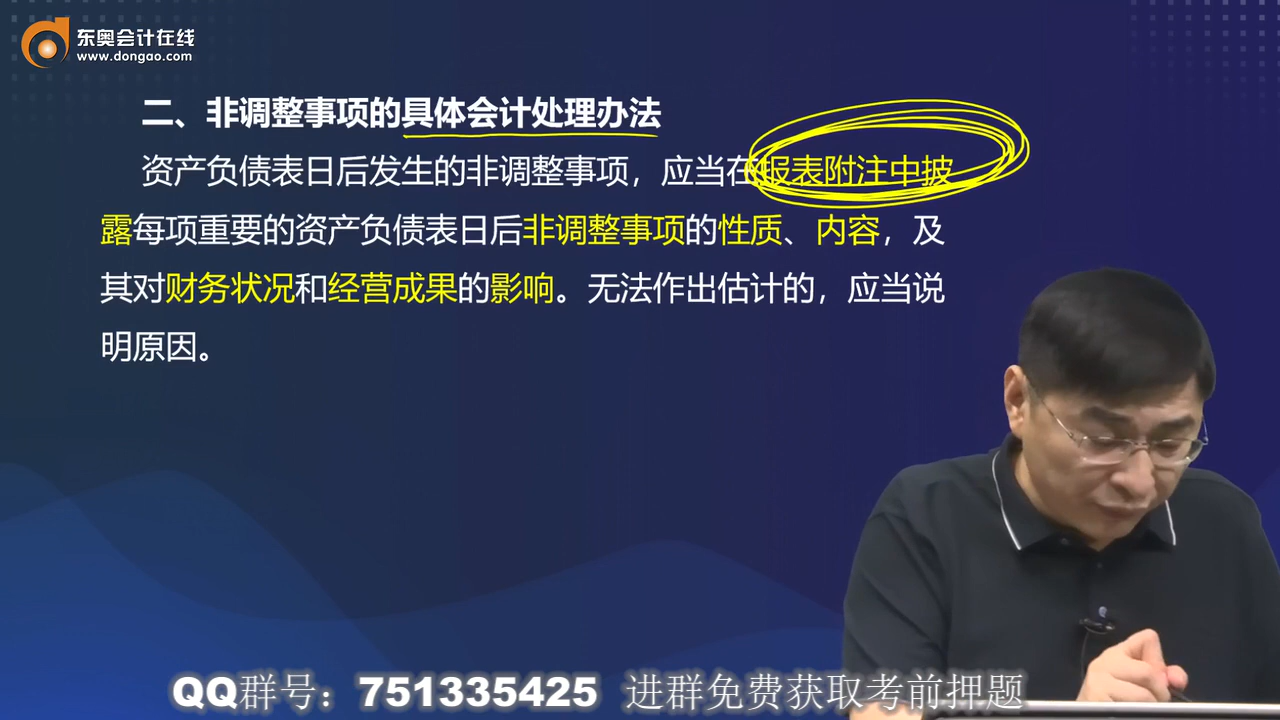 东奥会计在线
www.dongao.com
二、非调整事项的具体会计处理办法
资产负债表日后发生的非调整事项，应当在报表附注中披
露每项重要的资产负债表日后非调整事项的性质、内容，及
其对财务状况和经营成果的影响。无法作出估计的，应当说
明原因。
QQ群号：751335425 进群免费获取考前押题